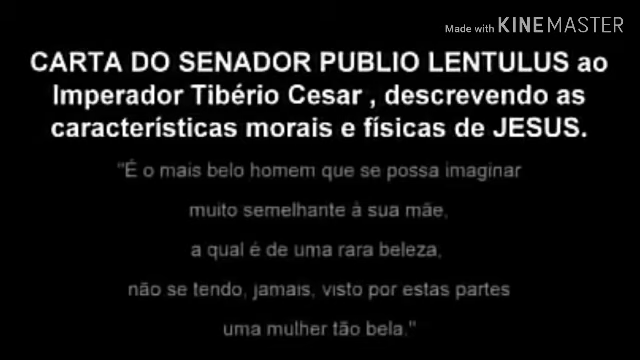 Made with KINEMASTER
CARTA DO SENADOR PUBLIO LENTULUS ao
Imperador Tibério Cesar , descrevendo as
características morais e físicas de JESUS.
"É o mais belo homem que se possa imaginar
muito semelhante à sua mãe,
a qual é de uma rara beleza,
não se tendo, jamais, visto por estas partes
uma mulher tão bela."